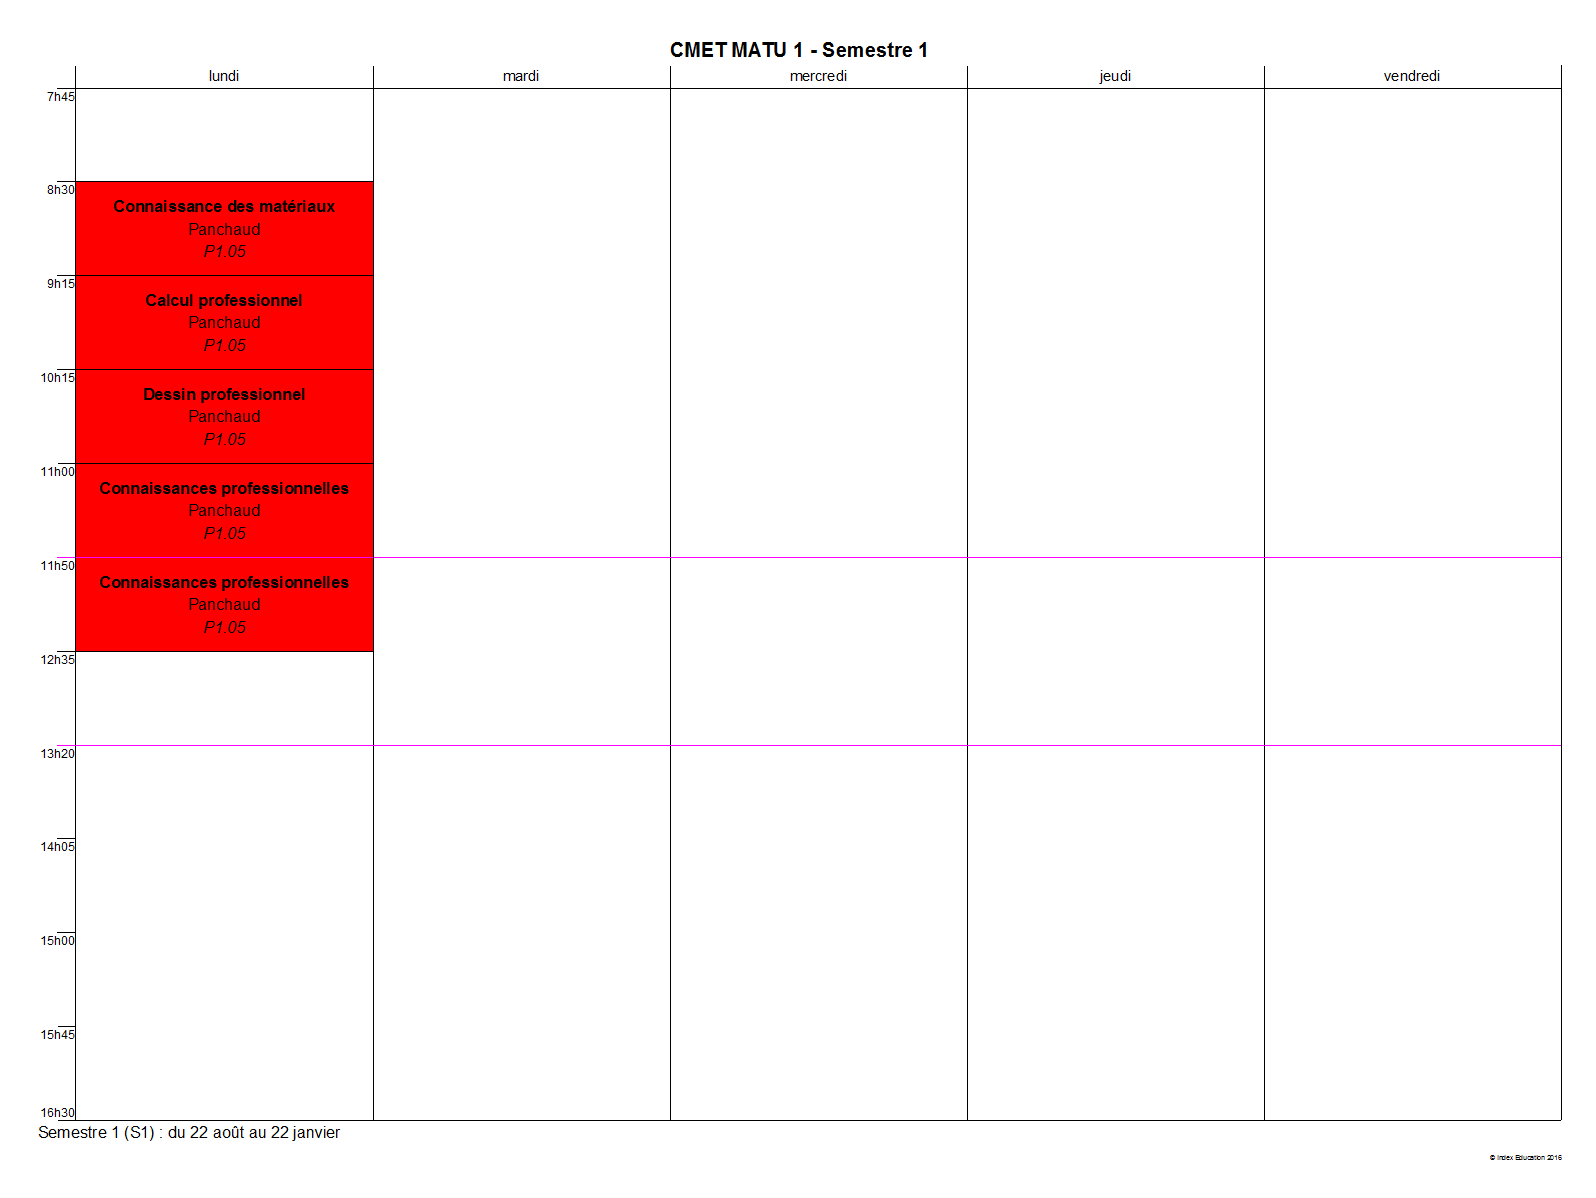 CMET MATU 1 - Semestre 1
lundi mardi mercredi jeudi vendredi
7h45
8h30
Connaissance des matériaux
Panchaud
P1.05
9h15
Calcul professionnel
Panchaud
P1.05
10h15
Dessin professionnel
Panchaud
P1.05
11h00
Connaissances professionnelles
Panchaud
P1.05
11h50
Connaissances professionnelles
Panchaud
P1.05
12h35
13h20
14h05
15h00
15h45
16h30
Semestre 1 (S1) : du 22 août au 22 janvier
© Index Education 2016